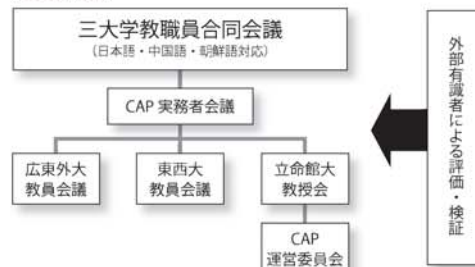 三大学教職員合同会議
（日本語・中国語・朝鮮語対応）
CAP 実務者会議
広東外大
教員会議
東西大
教員会議
立命館大
教授会
CAP
運営委員会
外部有識者による評価・検証